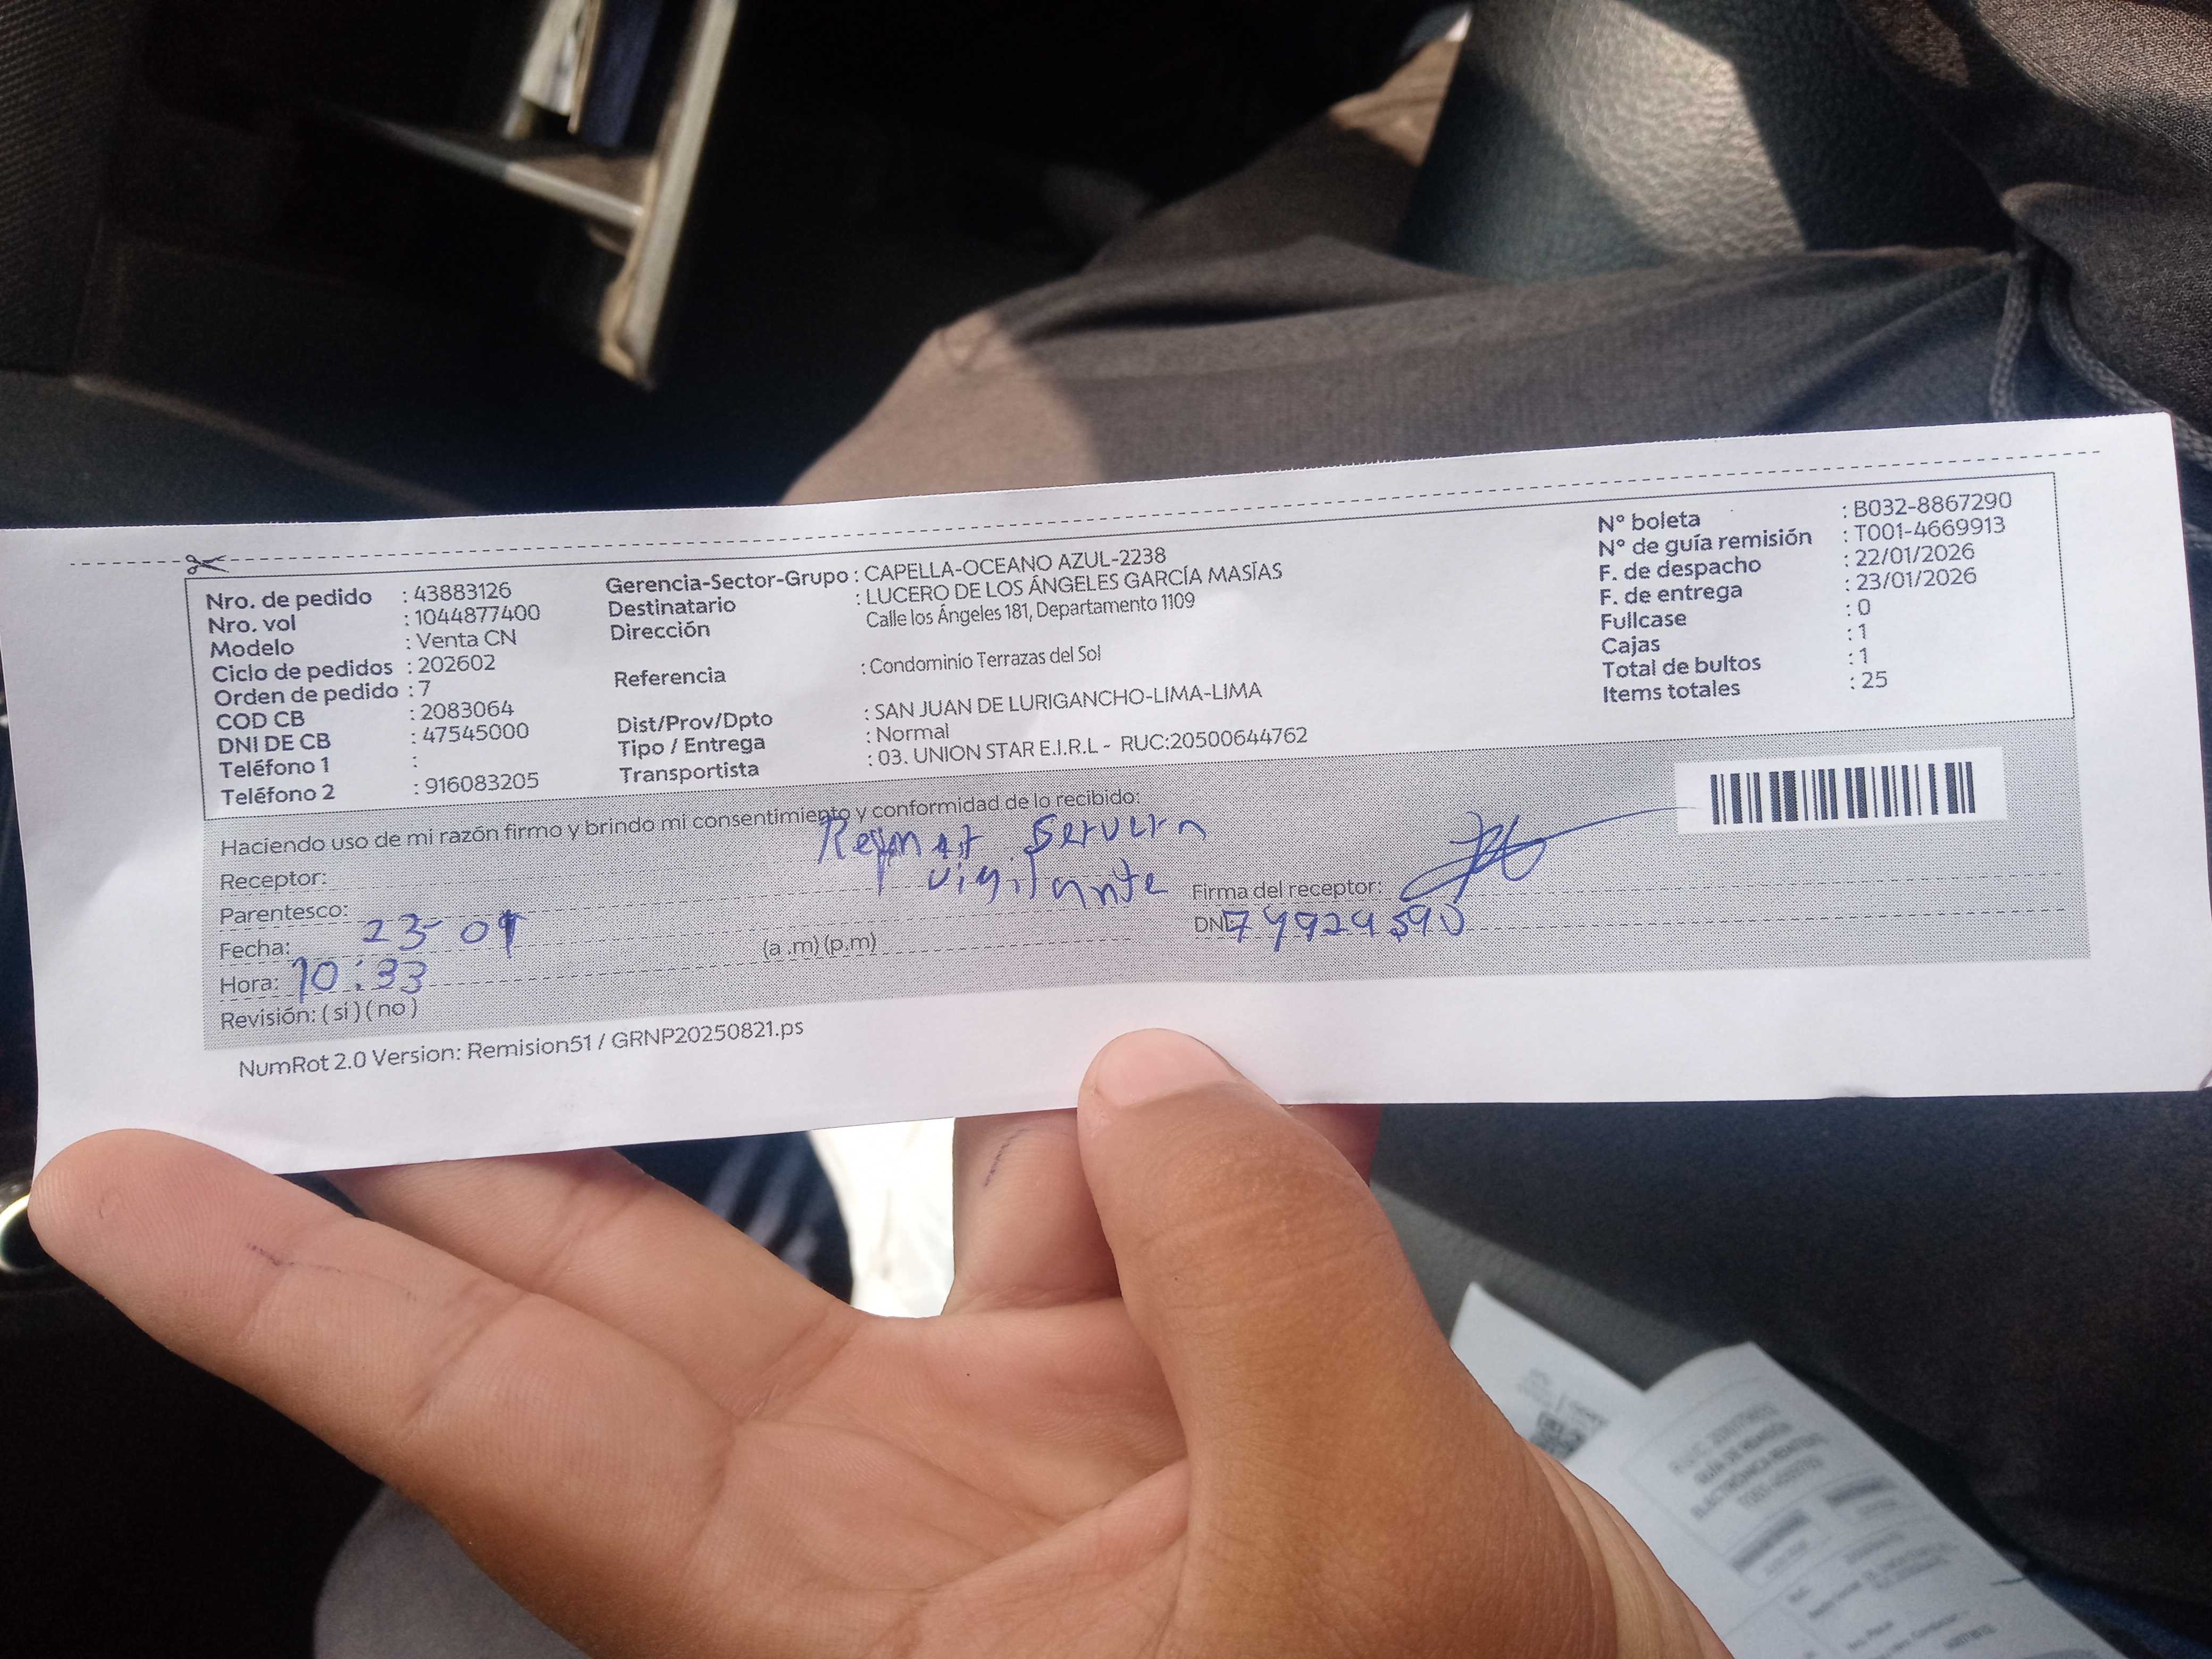 Nro. de pedido : 43883126
Nro. vol : 1044877400
Modelo : Venta CN
Ciclo de pedidos : 202602
Orden de pedido : 7
COD CB : 2083064
DNI DE CB : 47545000
Teléfono 1 :
Teléfono 2 : 916083205
Gerencia-Sector-Grupo : CAPELLA-OCEANO AZUL-2238
Destinatario : LUCERO DE LOS ÁNGELES GARCÍA MASÍAS
Dirección Calle los Ángeles 181, Departamento 1109
Referencia : Condominio Terrazas del Sol
Dist/Prov/Dpto : SAN JUAN DE LURIGANCHO-LIMA-LIMA
Tipo / Entrega : Normal
Transportista : 03. UNION STAR E.I.R.L - RUC:20500644762
N° boleta : B032-8867290
N° de guía remisión : T001-4669913
F. de despacho : 22/01/2026
F. de entrega : 23/01/2026
Fullcase : 0
Cajas : 1
Total de bultos : 1
Items totales : 25
Haciendo uso de mi razón firmo y brindo mi consentimiento y conformidad de lo recibido:
Receptor:
Parentesco: vigilante
Firma del receptor:
Fecha: 23-01
(a .m) (p.m)
DNI
Hora: 10:33
Revisión: ( si ) ( no )
NumRot 2.0 Version: Remision51 / GRNP20250821.ps